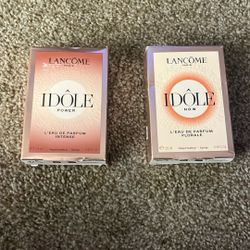 LANCÔME
IDÔLE
POWER
L'EAU DE PARFUM
INTENSE
LANCÔME
IDÔLE
NOW
L'EAU DE PARFUM
FLORALE